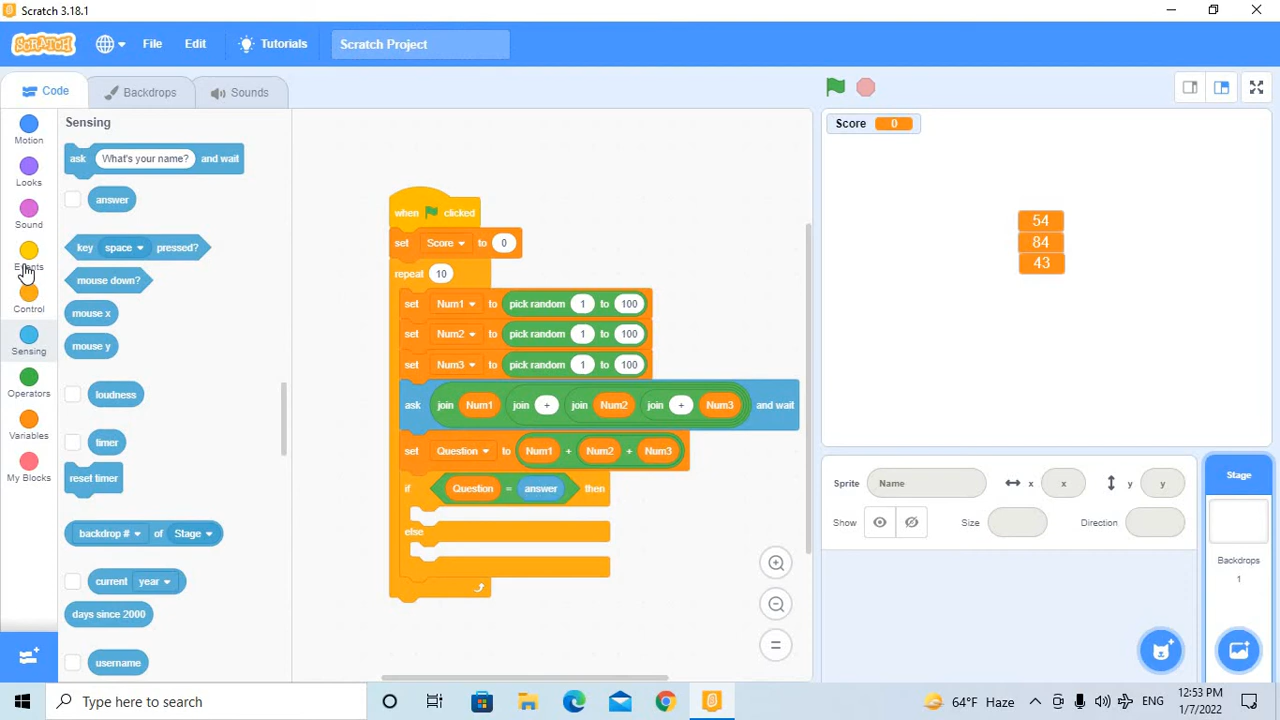 Scratch 3.18.1
SCRATCH File Edit Tutorials Scratch Project
Code Backdrops Sounds
Motion
Looks
Sound
Events
Control
Sensing
Operators
Variables
My Blocks
Sensing
ask What's your name? and wait
answer
key space pressed?
mouse down?
mouse x
mouse y
loudness
timer
reset timer
backdrop # of Stage
current year
days since 2000
username
when clicked
set Score to 0
repeat 10
set Num1 to pick random 1 to 100
set Num2 to pick random 1 to 100
set Num3 to pick random 1 to 100
ask join Num1 join + join Num2 join + Num3 and wait
set Question to Num1 + Num2 + Num3
if Question = answer then
else
Score 0
54
84
43
Sprite Name x x y y
Show Size Direction
Stage
Backdrops
1
Type here to search
64°F Haze ENG 12:53 PM
1/7/2022